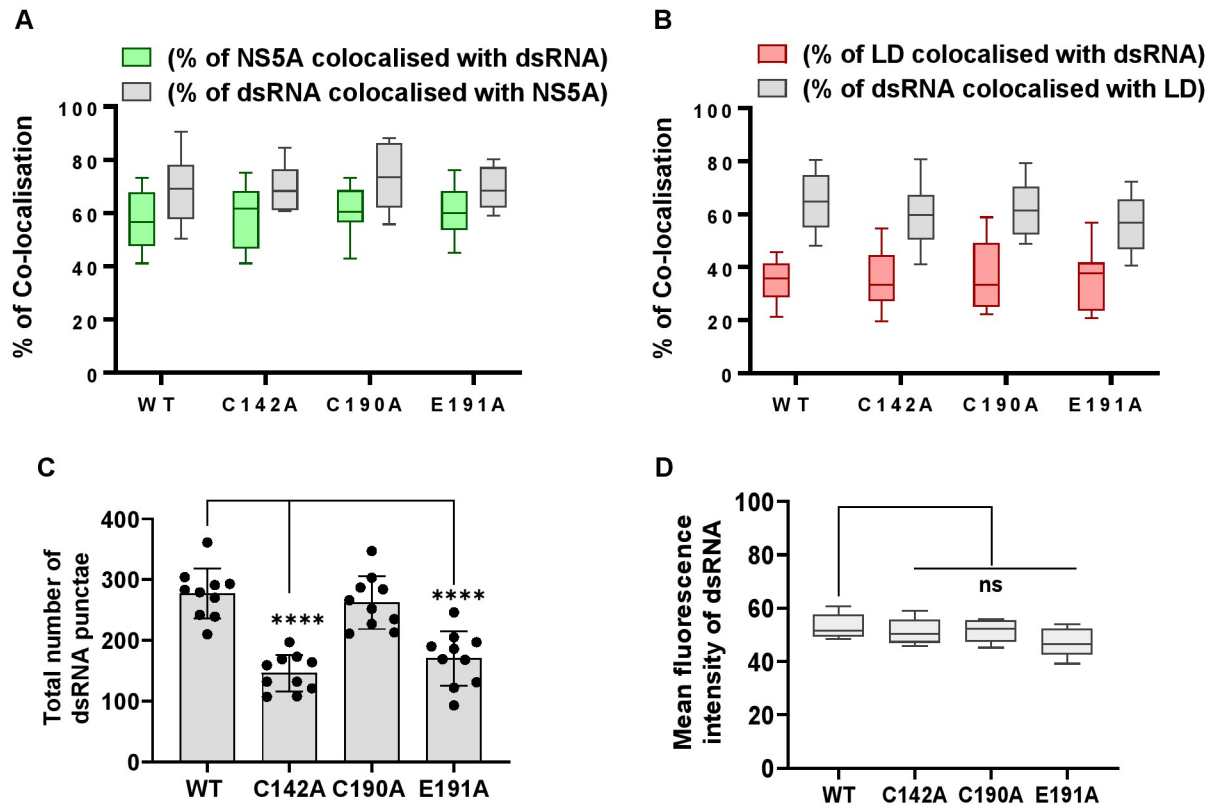 A
(% of NS5A colocalised with dsRNA)
(% of dsRNA colocalised with NS5A)
% of Co-localisation
100
80
60
40
20
0
WT C142A C190A E191A
B
(% of LD colocalised with dsRNA)
(% of dsRNA colocalised with LD)
% of Co-localisation
100
80
60
40
20
0
WT C142A C190A E191A
C
Total number of
dsRNA punctae
400
300
200
100
0
****
****
WT C142A C190A E191A
D
Mean fluorescence
intensity of dsRNA
100
80
60
40
20
0
ns
WT C142A C190A E191A